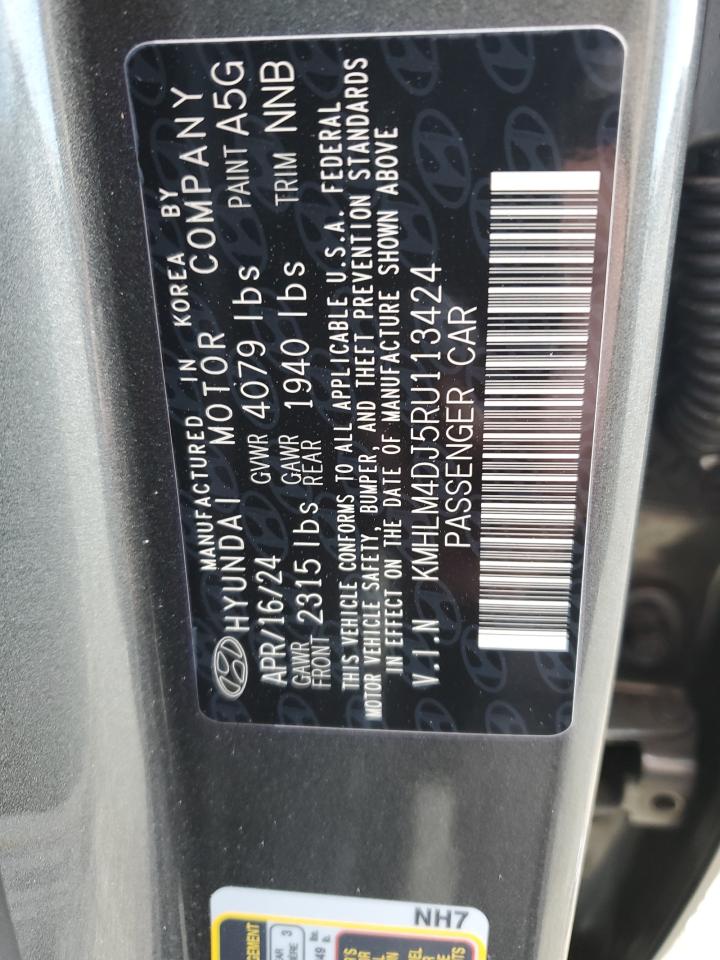 MANUFACTURED IN KOREA BY
HYUNDAI MOTOR COMPANY
APR/16/24 GVWR 4079 lbs PAINT A5G
GAWR FRONT 2315 lbs GAWR REAR 1940 lbs TRIM NNB
THIS VEHICLE CONFORMS TO ALL APPLICABLE U.S.A. FEDERAL
MOTOR VEHICLE SAFETY, BUMPER, AND THEFT PREVENTION STANDARDS
IN EFFECT ON THE DATE OF MANUFACTURE SHOWN ABOVE
V.I.N KMHLM4DJ5RU113424
PASSENGER CAR
NH7